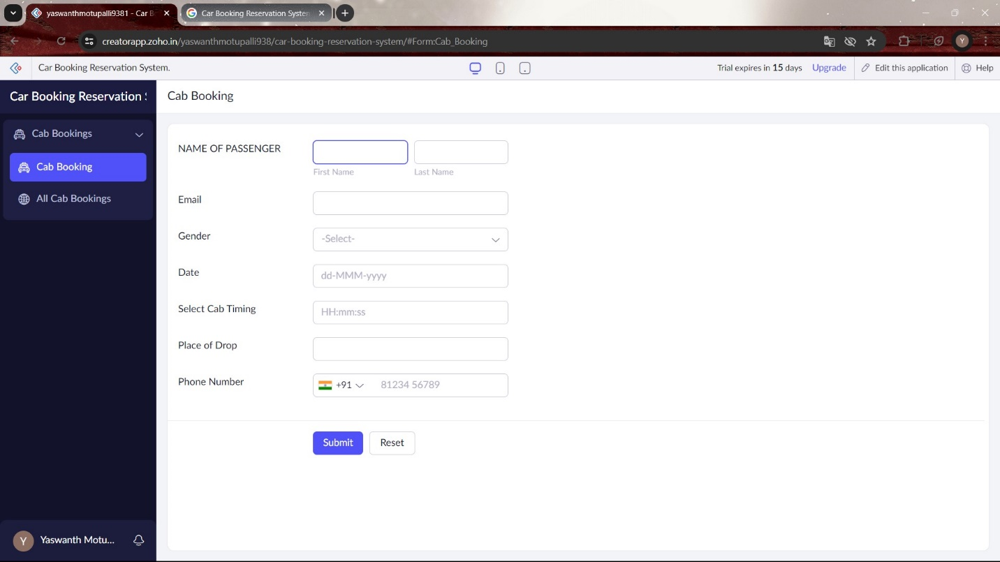 yaswanthmotupalli9381 - Car B
Car Booking Reservation System
creatorapp.zoho.in/yaswanthmotupalli938/car-booking-reservation-system/#Form:Cab_Booking
Y
Car Booking Reservation System.
Trial expires in 15 days Upgrade
Edit this application
Help
Car Booking Reservation
Cab Booking
Cab Bookings
Cab Booking
All Cab Bookings
NAME OF PASSENGER
First Name
Last Name
Email
Gender
-Select-
Date
dd-MMM-yyyy
Select Cab Timing
HH:mm:ss
Place of Drop
Phone Number
+91
81234 56789
Submit
Reset
Y
Yaswanth Motu...